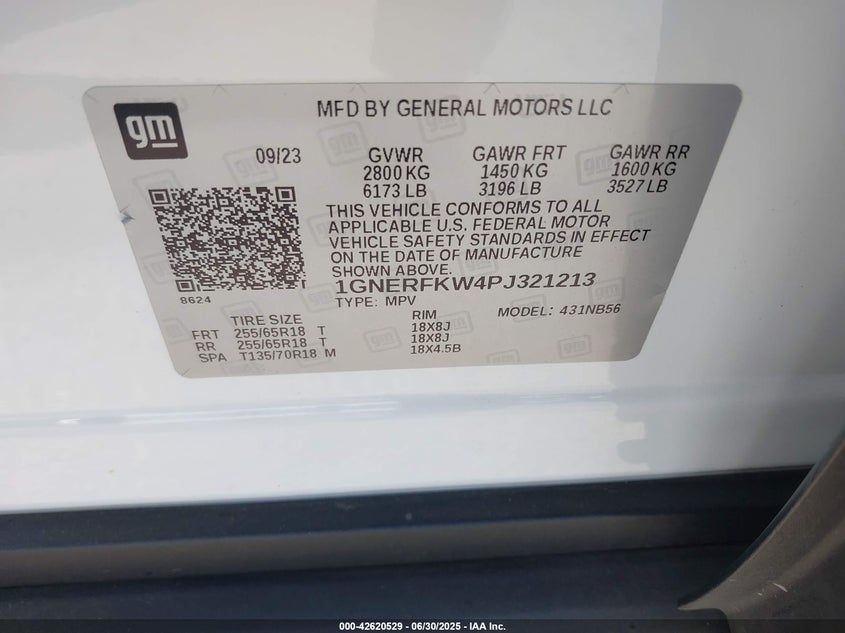 gm
MFD BY GENERAL MOTORS LLC
09/23 GVWR GAWR FRT GAWR RR
2800 KG 1450 KG 1600 KG
6173 LB 3196 LB 3527 LB
THIS VEHICLE CONFORMS TO ALL
APPLICABLE U.S. FEDERAL MOTOR
VEHICLE SAFETY STANDARDS IN EFFECT
ON THE DATE OF MANUFACTURE
SHOWN ABOVE.
1GNERFKW4PJ321213
8624
TYPE: MPV MODEL: 431NB56
TIRE SIZE RIM
FRT 255/65R18 T 18X8J
RR 255/65R18 T 18X8J
SPA T135/70R18 M 18X4.5B
000-42620529 - 06/30/2025 - IAA Inc.